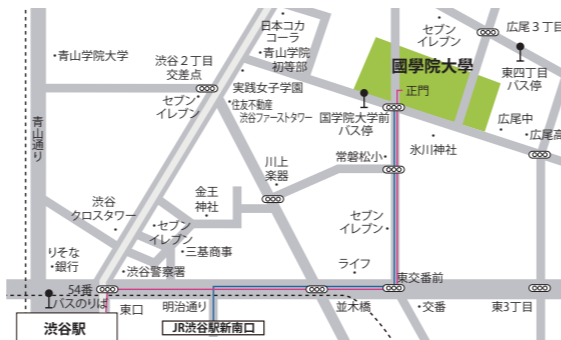 日本コカ
コーラ
セブン
イレブン
広尾3丁目
・青山学院大学
渋谷2丁目
交差点
・青山学院
初等部
國學院大學
東四丁目
バス停
実践女子学園
セブン
イレブン
・住友不動産
渋谷ファーストタワー
国学院大学前
バス停
正門
広尾中
広尾高
青山通り
川上
楽器
常磐松小・
氷川神社
金王
神社
渋谷
クロスタワー
・セブン
イレブン
・三基商事
セブン
イレブン・
りそな
・銀行
・渋谷警察署
ライフ
東交番前
54番
バスのりば
東口
明治通り
並木橋
・交番
東3丁目
渋谷駅
JR渋谷駅新南口